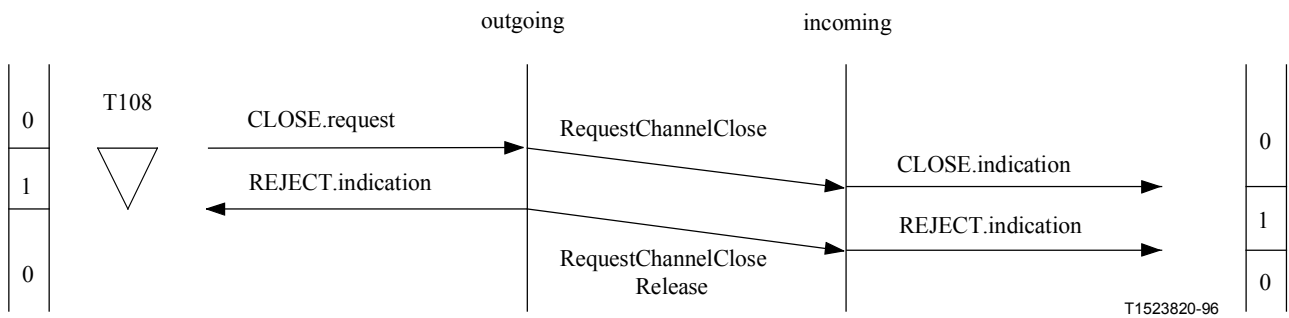 outgoing incoming
T108
0 CLOSE.request RequestChannelClose 0
CLOSE.indication
1 REJECT.indication
REJECT.indication 1
RequestChannelClose
Release
0 0
T1523820-96